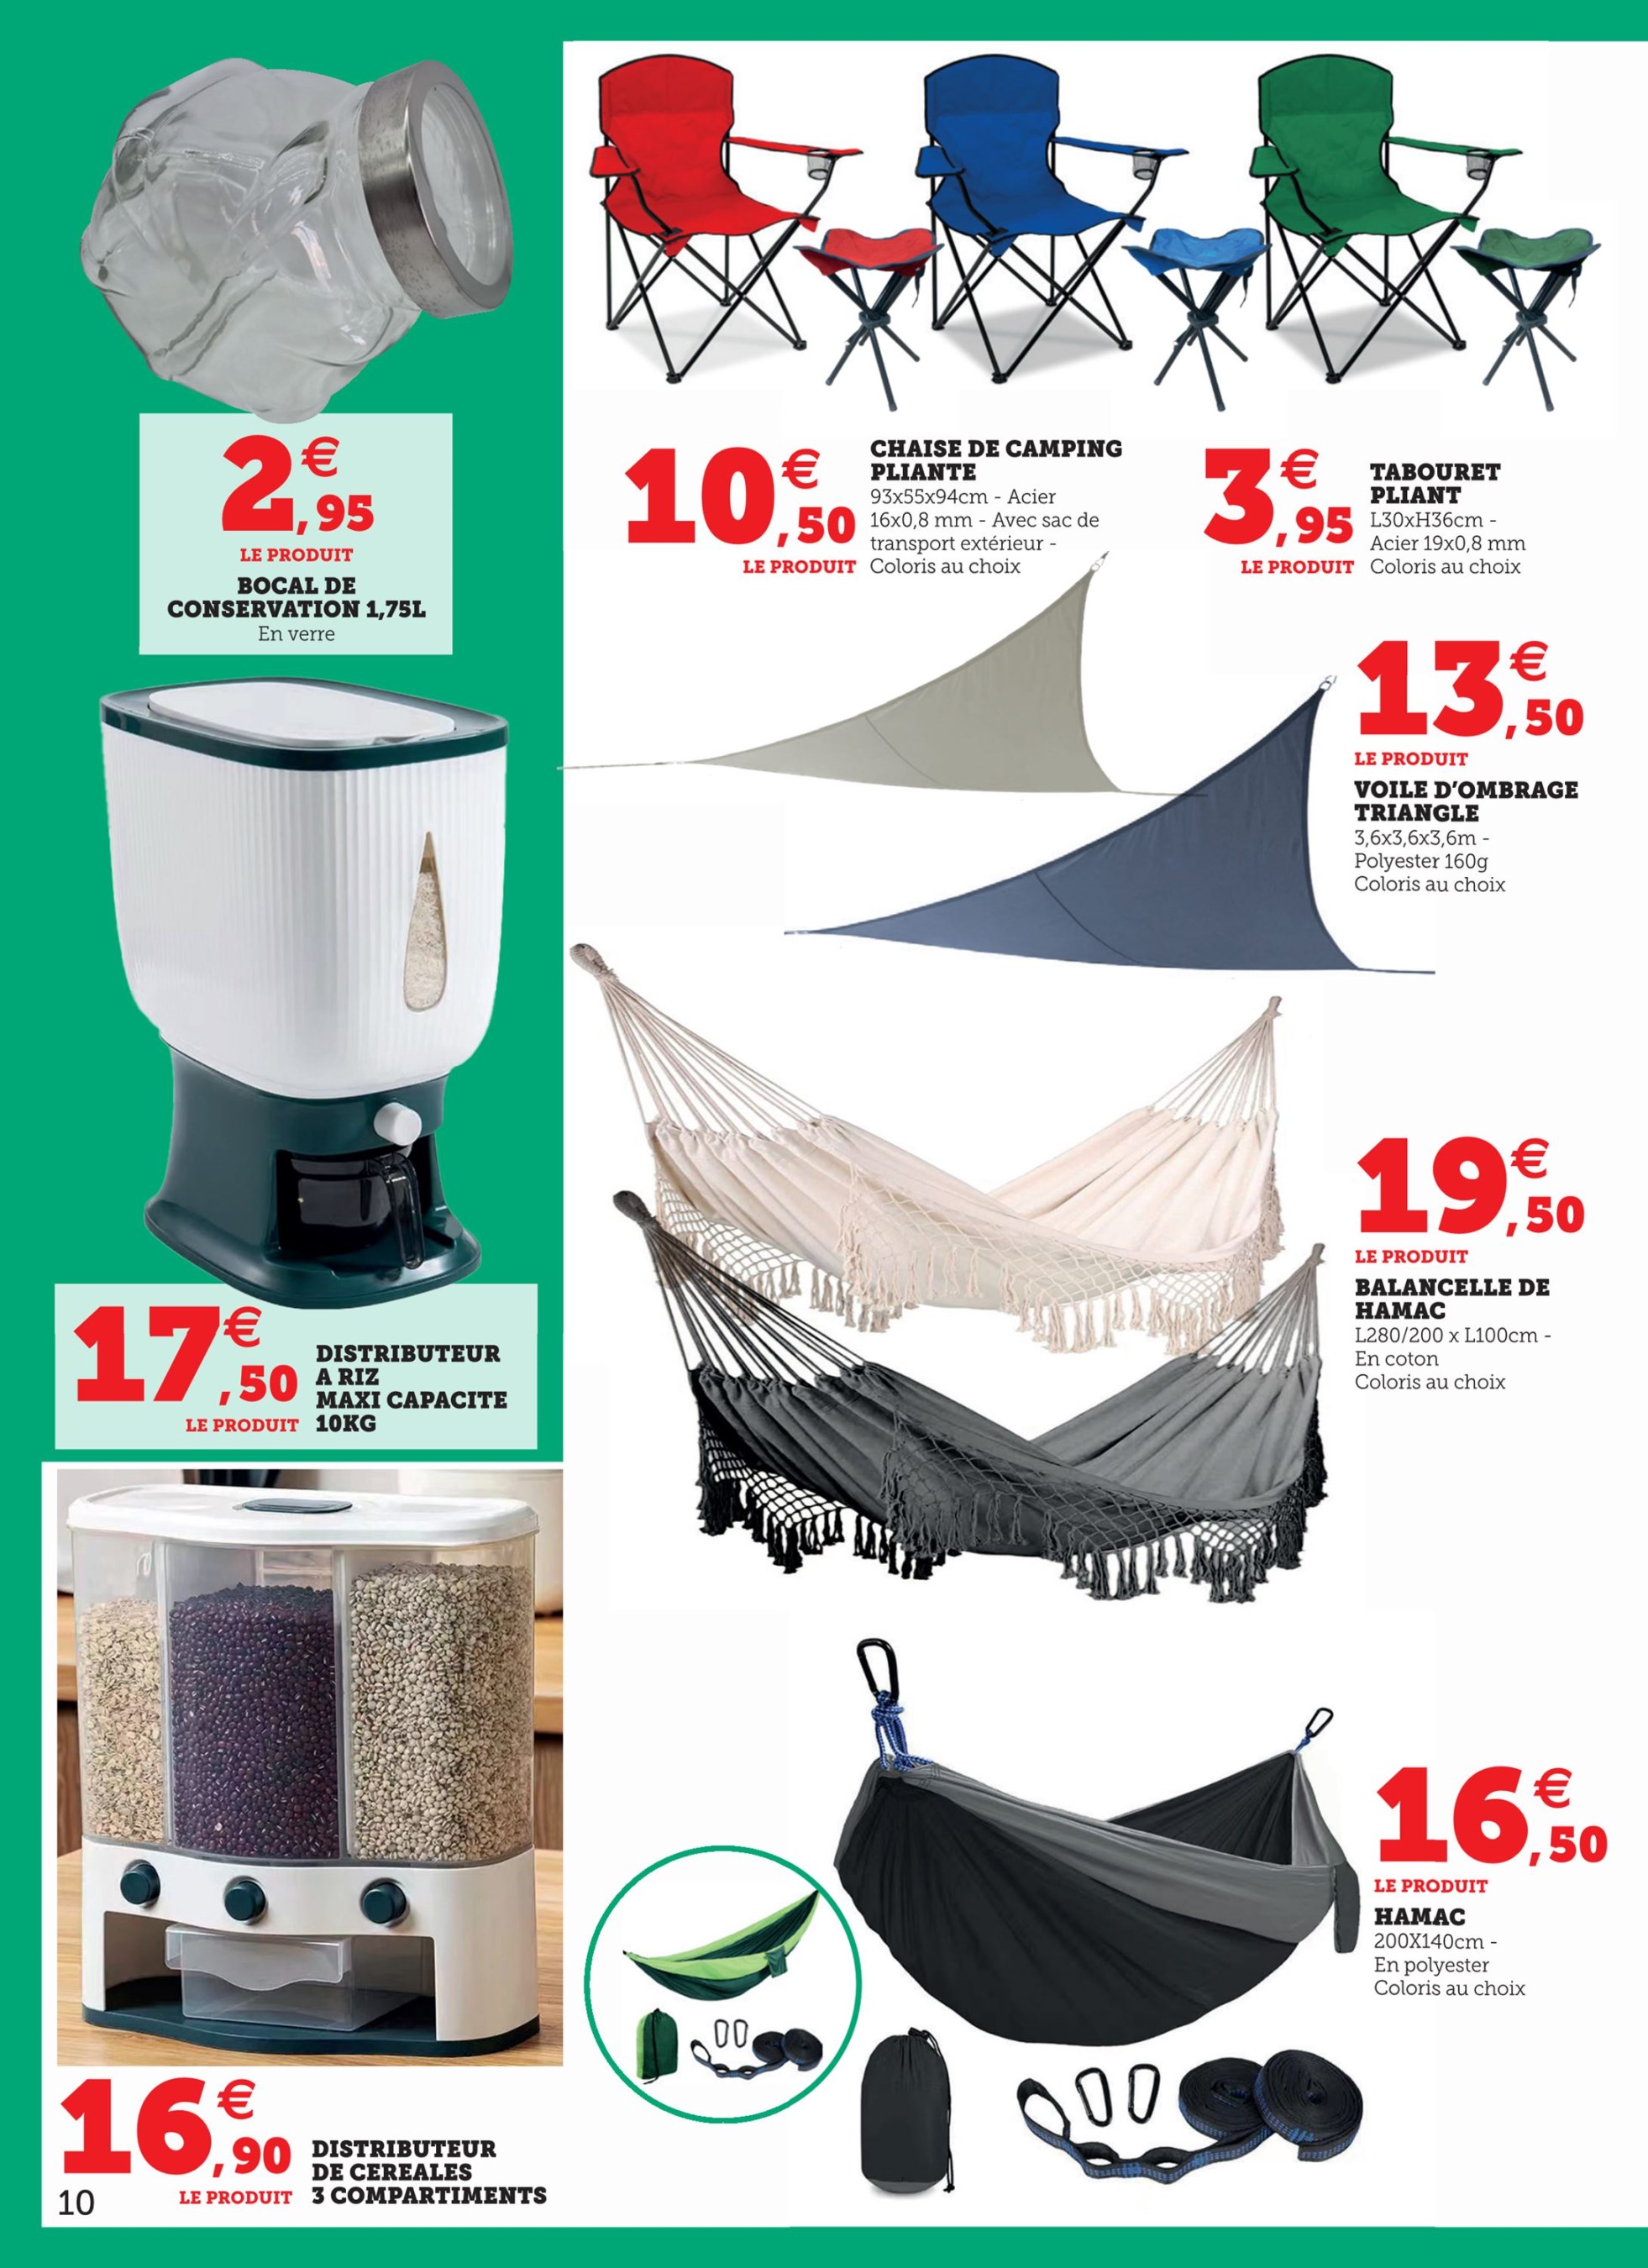 2€,95
LE PRODUIT
BOCAL DE
CONSERVATION 1,75L
En verre
10€,50
LE PRODUIT
CHAISE DE CAMPING
PLIANTE
93x55x94cm - Acier
16x0,8 mm - Avec sac de
transport extérieur -
Coloris au choix
3€,95
LE PRODUIT
TABOURET
PLIANT
L30xH36cm -
Acier 19x0,8 mm
Coloris au choix
13€,50
LE PRODUIT
VOILE D'OMBRAGE
TRIANGLE
3,6x3,6x3,6m -
Polyester 160g
Coloris au choix
17€,50
LE PRODUIT
DISTRIBUTEUR
A RIZ
MAXI CAPACITE
10KG
19€,50
LE PRODUIT
BALANCELLE DE
HAMAC
L280/200 x L100cm -
En coton
Coloris au choix
16€,50
LE PRODUIT
HAMAC
200X140cm -
En polyester
Coloris au choix
16€,90
LE PRODUIT
DISTRIBUTEUR
DE CEREALES
3 COMPARTIMENTS
10